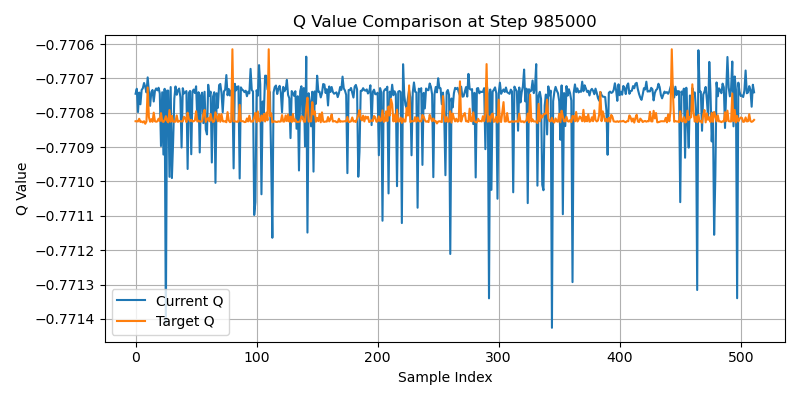 Q Value Comparison at Step 985000
Q Value
−0.7706
−0.7707
−0.7708
−0.7709
−0.7710
−0.7711
−0.7712
−0.7713
−0.7714
Current Q
Target Q
0 100 200 300 400 500
Sample Index